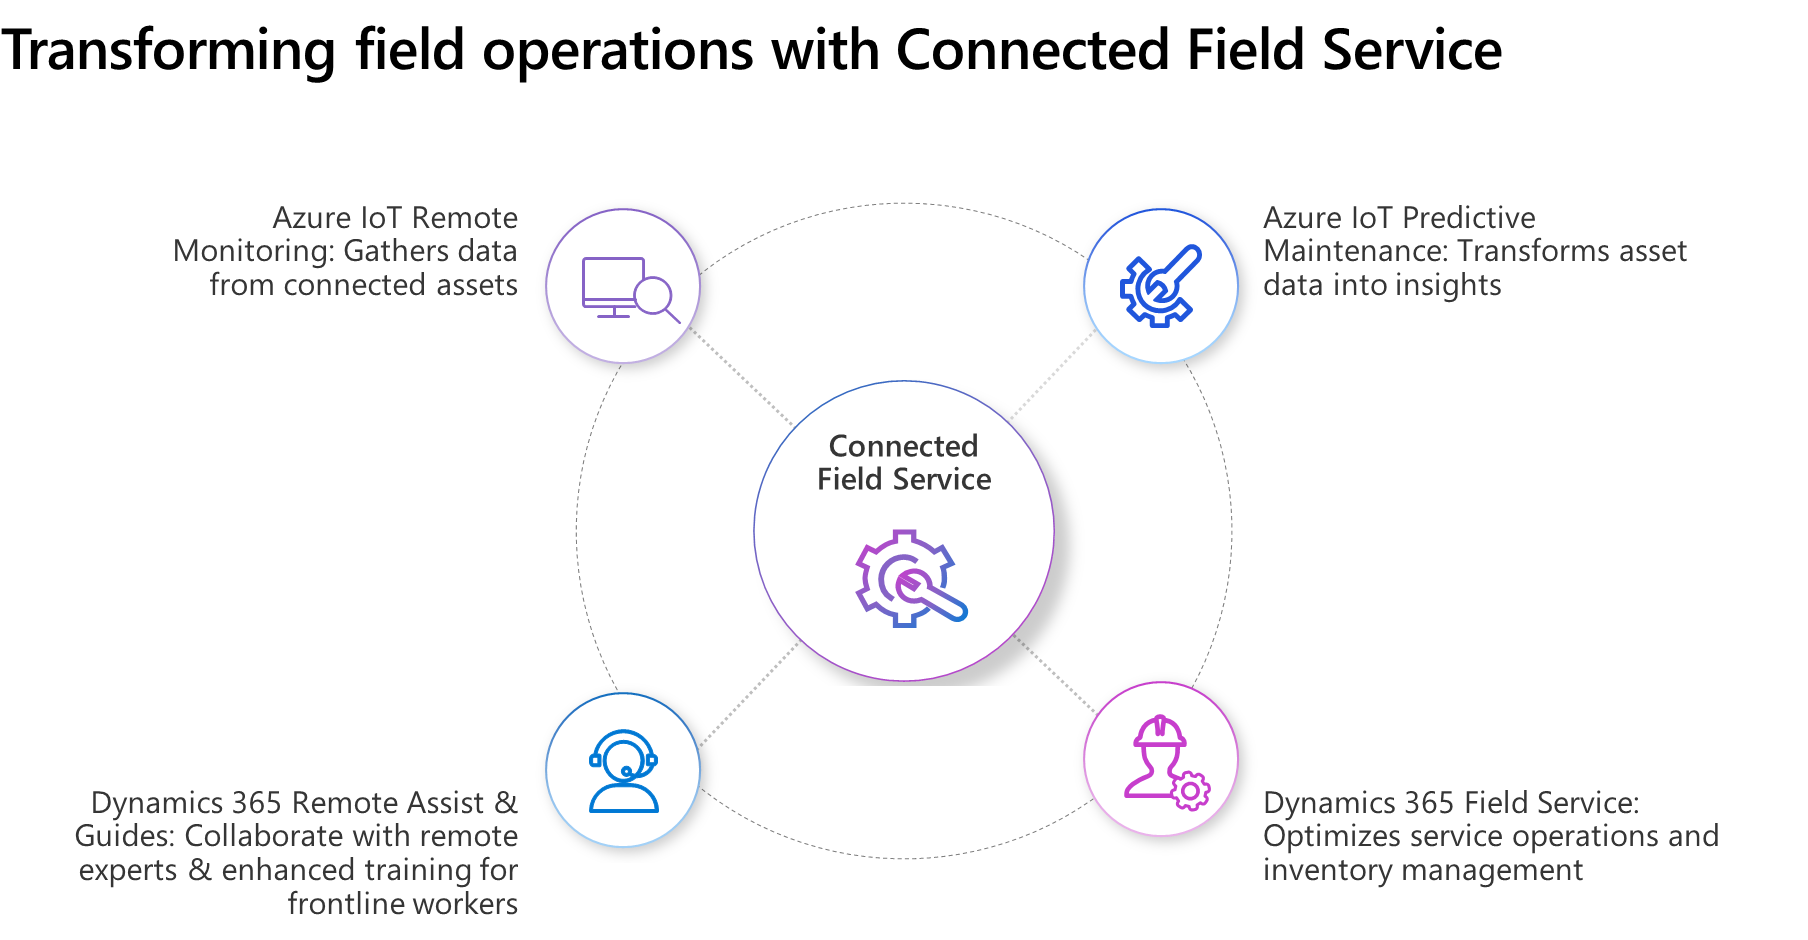 Transforming field operations with Connected Field Service
Azure IoT Remote
Monitoring: Gathers data
from connected assets
Azure IoT Predictive
Maintenance: Transforms asset
data into insights
Connected
Field Service
Dynamics 365 Remote Assist &
Guides: Collaborate with remote
experts & enhanced training for
frontline workers
Dynamics 365 Field Service:
Optimizes service operations and
inventory management